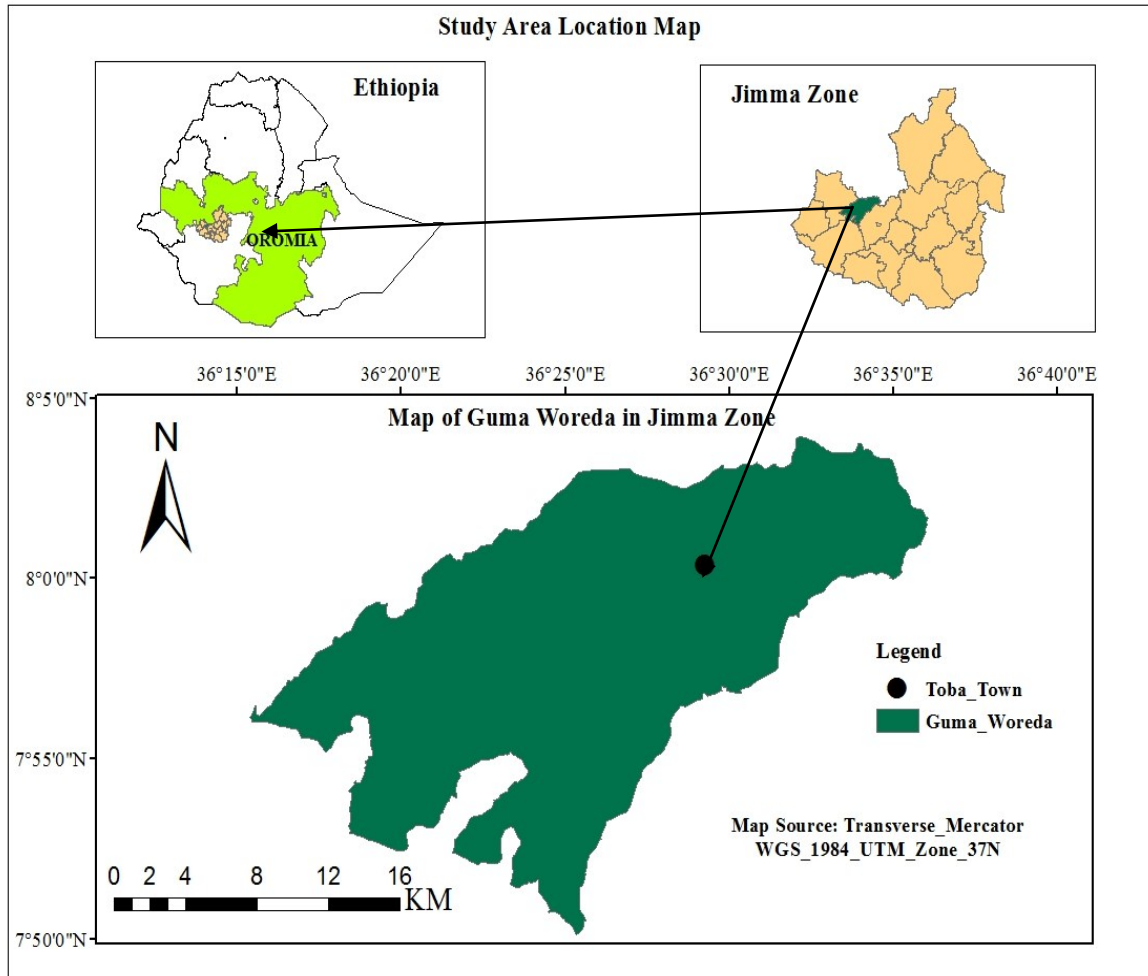 Study Area Location Map
Ethiopia
Jimma Zone
OROMIA
36°15'0"E 36°20'0"E 36°25'0"E 36°30'0"E 36°35'0"E 36°40'0"E
8°5'0"N
Map of Guma Woreda in Jimma Zone
N
8°0'0"N
Legend
Toba_Town
Guma_Woreda
7°55'0"N
Map Source: Transverse_Mercator
WGS_1984_UTM_Zone_37N
0 2 4 8 12 16
KM
7°50'0"N